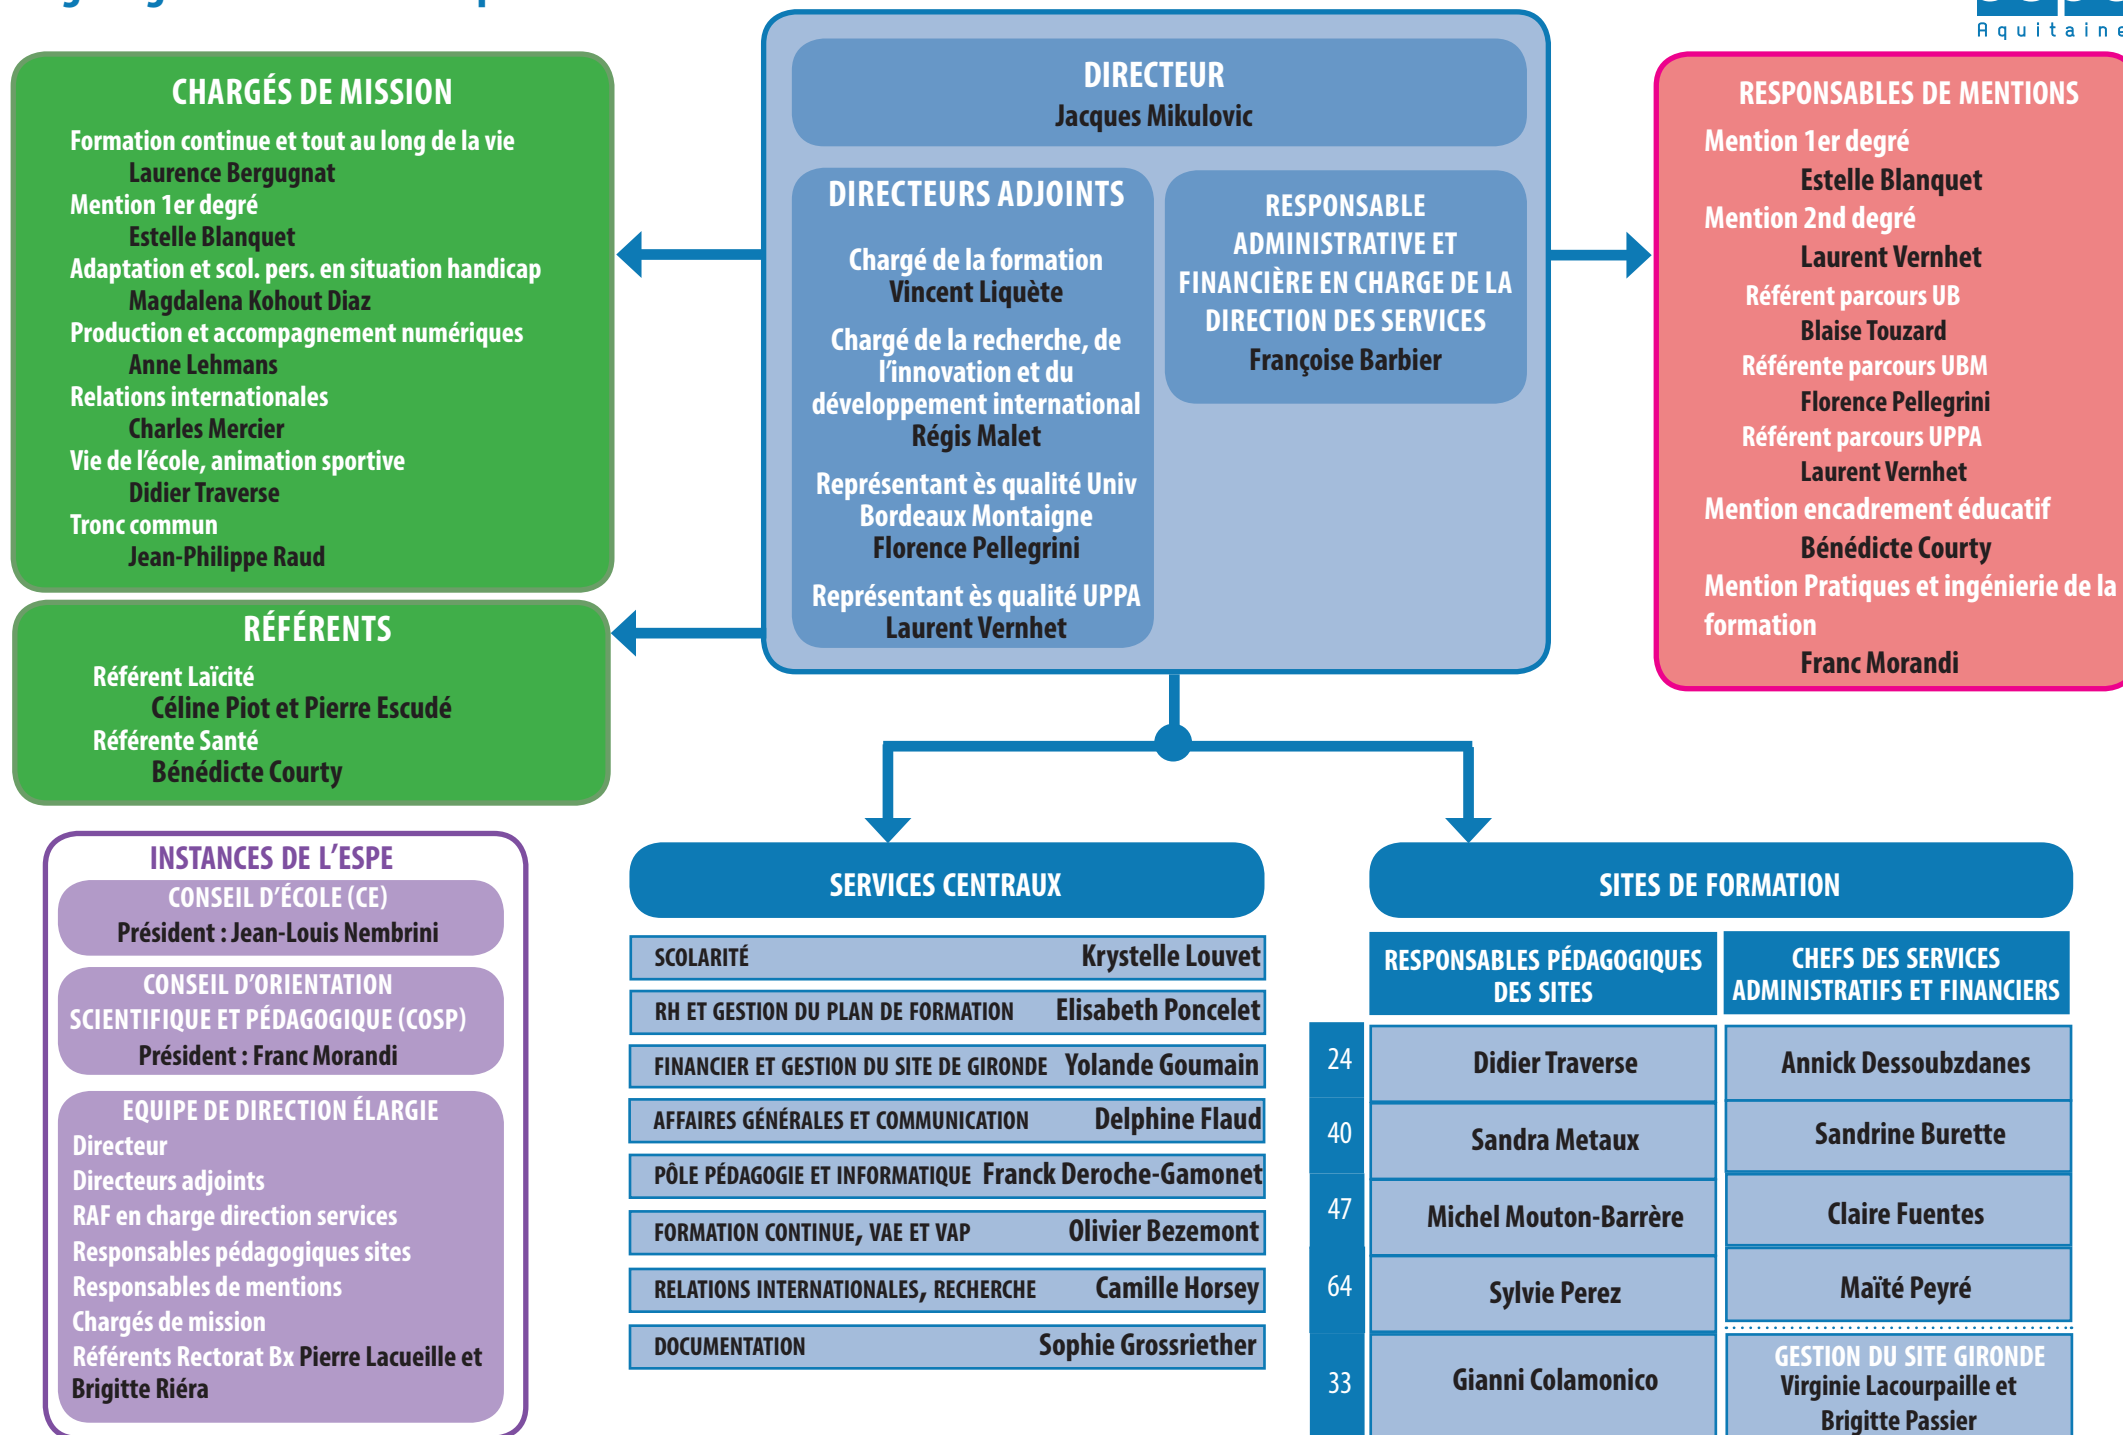 Aquitaine
CHARGÉS DE MISSION
Formation continue et tout au long de la vie
Laurence Bergugnat
Mention 1er degré
Estelle Blanquet
Adaptation et scol. pers. en situation handicap
Magdalena Kohout Diaz
Production et accompagnement numériques
Anne Lehmans
Relations internationales
Charles Mercier
Vie de l’école, animation sportive
Didier Traverse
Tronc commun
Jean-Philippe Raud
RÉFÉRENTS
Référent Laïcité
Céline Piot et Pierre Escudé
Référente Santé
Bénédicte Courty
DIRECTEUR
Jacques Mikulovic
DIRECTEURS ADJOINTS
Chargé de la formation
Vincent Liquète
Chargé de la recherche, de
l’innovation et du
développement international
Régis Malet
Représentant ès qualité Univ
Bordeaux Montaigne
Florence Pellegrini
Représentant ès qualité UPPA
Laurent Vernhet
RESPONSABLE
ADMINISTRATIVE ET
FINANCIÈRE EN CHARGE DE LA
DIRECTION DES SERVICES
Françoise Barbier
RESPONSABLES DE MENTIONS
Mention 1er degré
Estelle Blanquet
Mention 2nd degré
Laurent Vernhet
Référent parcours UB
Blaise Touzard
Référente parcours UBM
Florence Pellegrini
Référent parcours UPPA
Laurent Vernhet
Mention encadrement éducatif
Bénédicte Courty
Mention Pratiques et ingénierie de la
formation
Franc Morandi
INSTANCES DE L’ESPE
CONSEIL D’ÉCOLE (CE)
Président : Jean-Louis Nembrini
CONSEIL D’ORIENTATION
SCIENTIFIQUE ET PÉDAGOGIQUE (COSP)
Président : Franc Morandi
EQUIPE DE DIRECTION ÉLARGIE
Directeur
Directeurs adjoints
RAF en charge direction services
Responsables pédagogiques sites
Responsables de mentions
Chargés de mission
Référents Rectorat Bx Pierre Lacueille et
Brigitte Riéra
SERVICES CENTRAUX
SCOLARITÉ Krystelle Louvet
RH ET GESTION DU PLAN DE FORMATION Elisabeth Poncelet
FINANCIER ET GESTION DU SITE DE GIRONDE Yolande Goumain
AFFAIRES GÉNÉRALES ET COMMUNICATION Delphine Flaud
PÔLE PÉDAGOGIE ET INFORMATIQUE Franck Deroche-Gamonet
FORMATION CONTINUE, VAE ET VAP Olivier Bezemont
RELATIONS INTERNATIONALES, RECHERCHE Camille Horsey
DOCUMENTATION Sophie Grossriether
SITES DE FORMATION
RESPONSABLES PÉDAGOGIQUES
DES SITES
CHEFS DES SERVICES
ADMINISTRATIFS ET FINANCIERS
24 Didier Traverse Annick Dessoubzdanes
40 Sandra Metaux Sandrine Burette
47 Michel Mouton-Barrère Claire Fuentes
64 Sylvie Perez Maïté Peyré
33 Gianni Colamonico
GESTION DU SITE GIRONDE
Virginie Lacourpaille et
Brigitte Passier